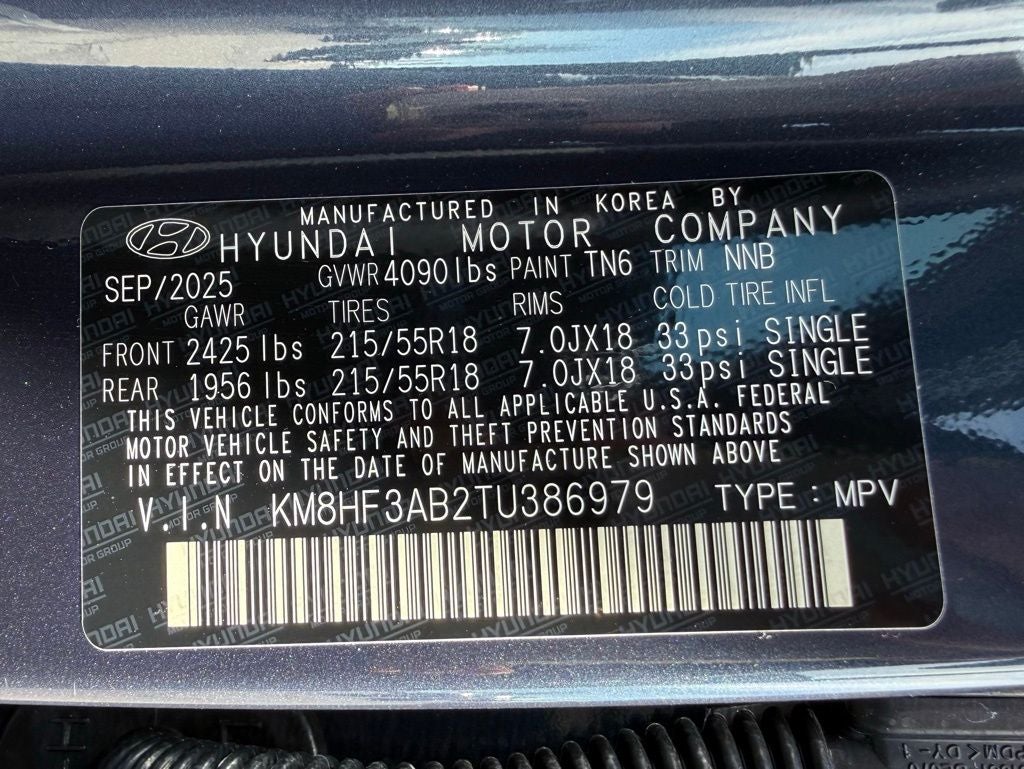 MANUFACTURED IN KOREA BY
HYUNDAI MOTOR COMPANY
SEP/2025 GVWR 4090lbs PAINT TN6 TRIM NNB
GAWR TIRES RIMS COLD TIRE INFL
FRONT 2425 lbs 215/55R18 7.0JX18 33psi SINGLE
REAR 1956 lbs 215/55R18 7.0JX18 33psi SINGLE
THIS VEHICLE CONFORMS TO ALL APPLICABLE U.S.A. FEDERAL
MOTOR VEHICLE SAFETY AND THEFT PREVENTION STANDARDS
IN EFFECT ON THE DATE OF MANUFACTURE SHOWN ABOVE
V.I.N KM8HF3AB2TU386979 TYPE : MPV